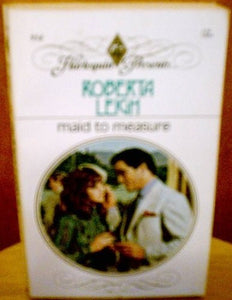 Harlequin Presents
ROBERTA
LEIGH
maid to measure